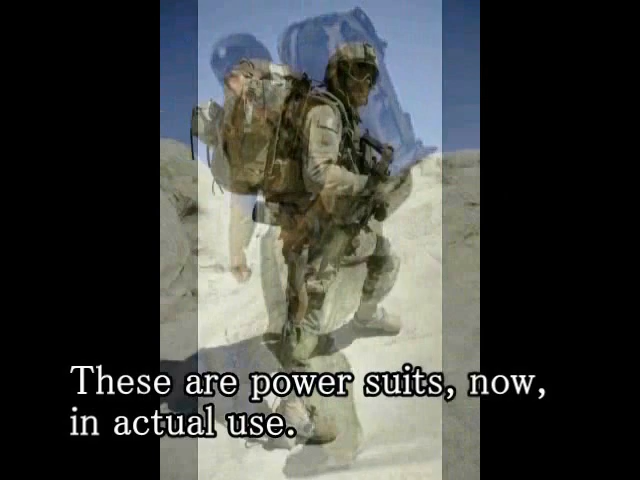 These are power suits, now,
in actual use.